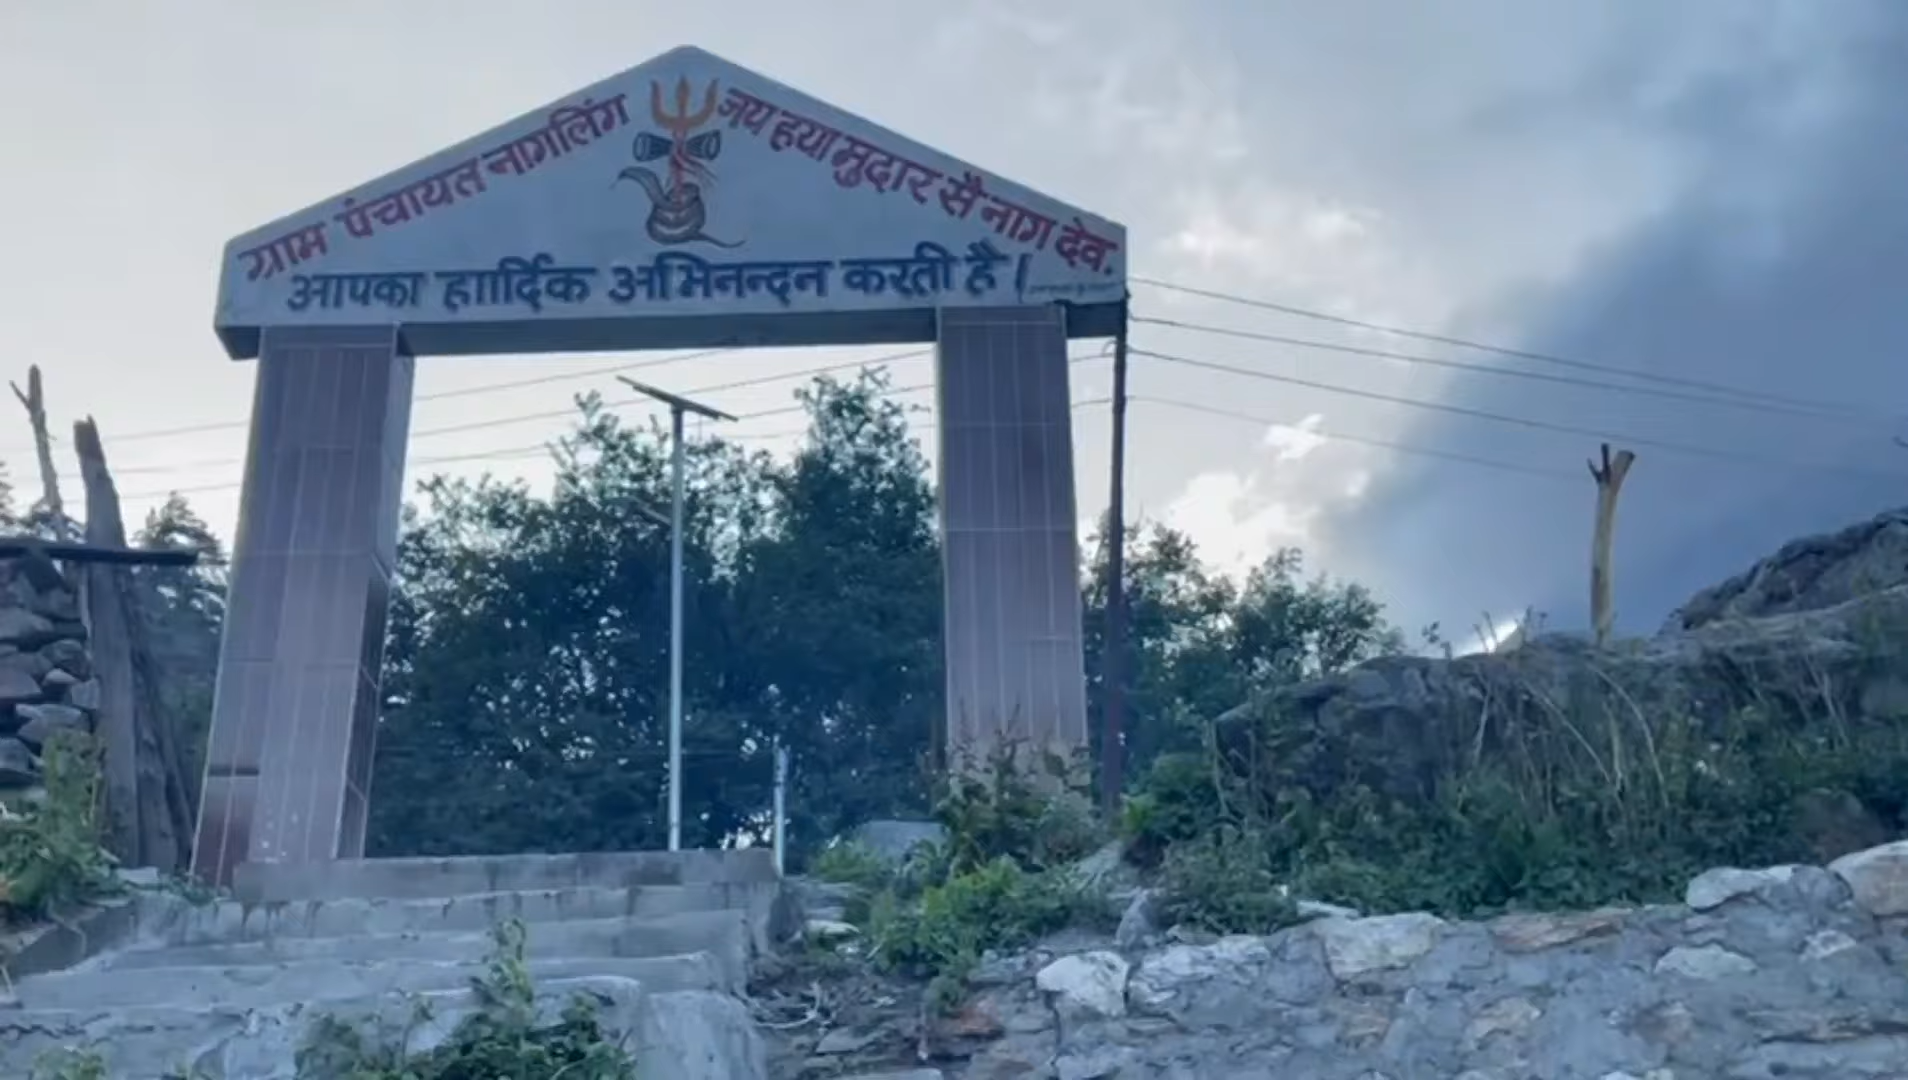 ग्राम पंचायत नागलिंग
जय हया मुदार सै नाग देव.
आपका हाार्दिक अभिनन्दन करती है।